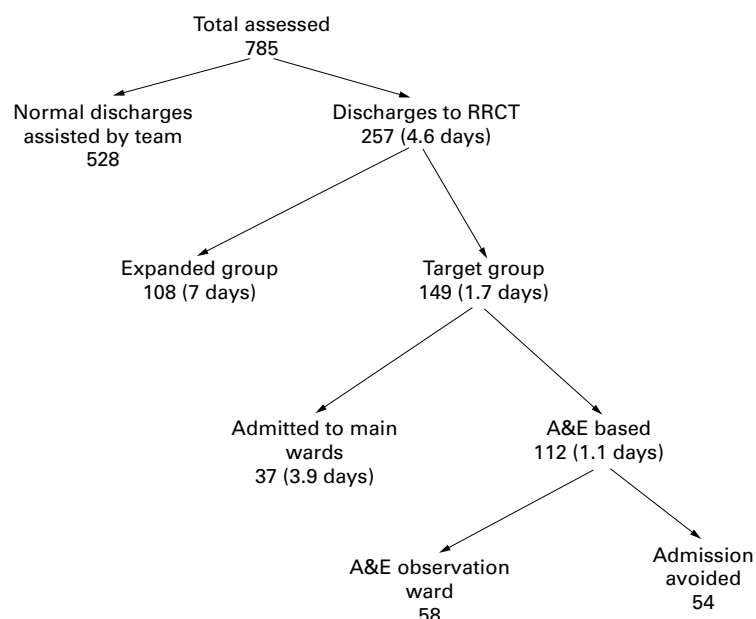 Total assessed
785
Normal discharges
assisted by team
528
Discharges to RRCT
257 (4.6 days)
Expanded group
108 (7 days)
Target group
149 (1.7 days)
Admitted to main
wards
37 (3.9 days)
A&E based
112 (1.1 days)
A&E observation
ward
58
Admission
avoided
54